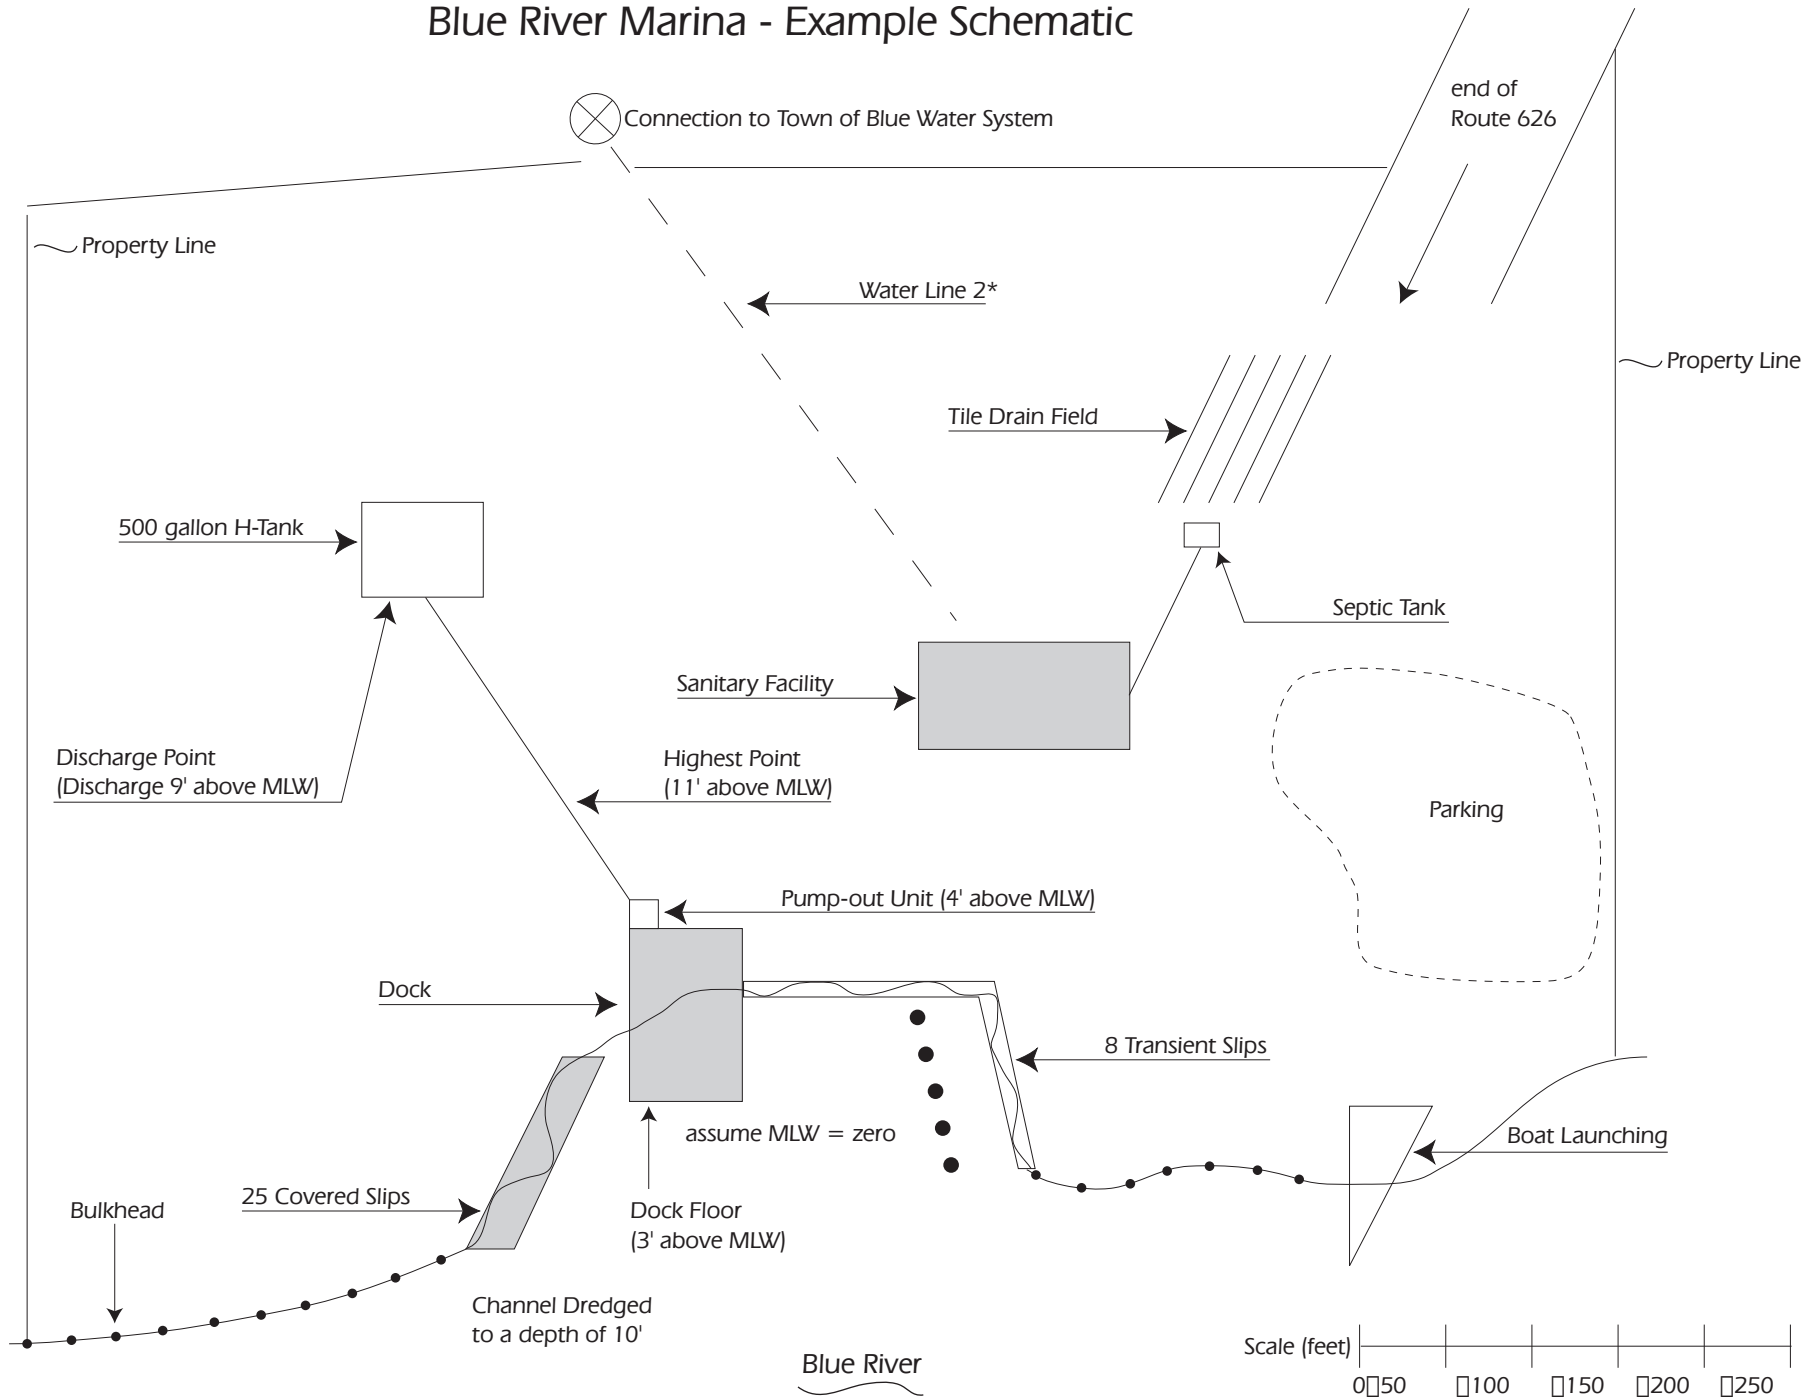 Blue River Marina - Example Schematic
end of
Route 626
Connection to Town of Blue Water System
Property Line
Water Line 2*
Property Line
Tile Drain Field
500 gallon H-Tank
Septic Tank
Sanitary Facility
Discharge Point
(Discharge 9' above MLW)
Highest Point
(11' above MLW)
Parking
Pump-out Unit (4' above MLW)
Dock
8 Transient Slips
assume MLW = zero
Boat Launching
25 Covered Slips
Bulkhead
Dock Floor
(3' above MLW)
Channel Dredged
to a depth of 10'
Blue River
Scale (feet)
0▯50 ▯100 ▯150 ▯200 ▯250